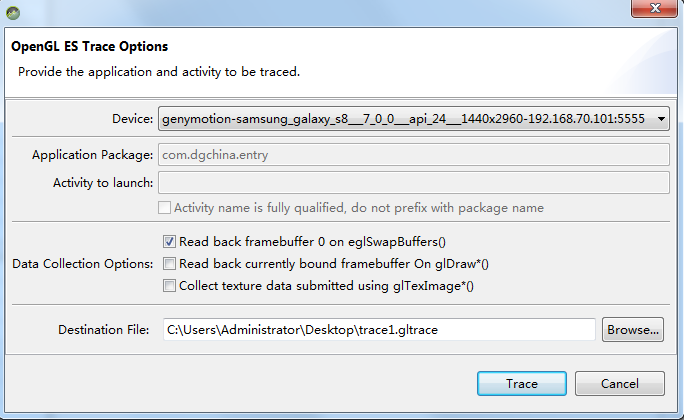 OpenGL ES Trace Options
Provide the application and activity to be traced.
Device: genymotion-samsung_galaxy_s8___7_0_0___api_24___1440x2960-192.168.70.101:5555
Application Package: com.dgchina.entry
Activity to launch:
Activity name is fully qualified, do not prefix with package name
Read back framebuffer 0 on eglSwapBuffers()
Data Collection Options: Read back currently bound framebuffer On glDraw*()
Collect texture data submitted using glTexImage*()
Destination File: C:\Users\Administrator\Desktop\trace1.gltrace Browse...
Trace Cancel